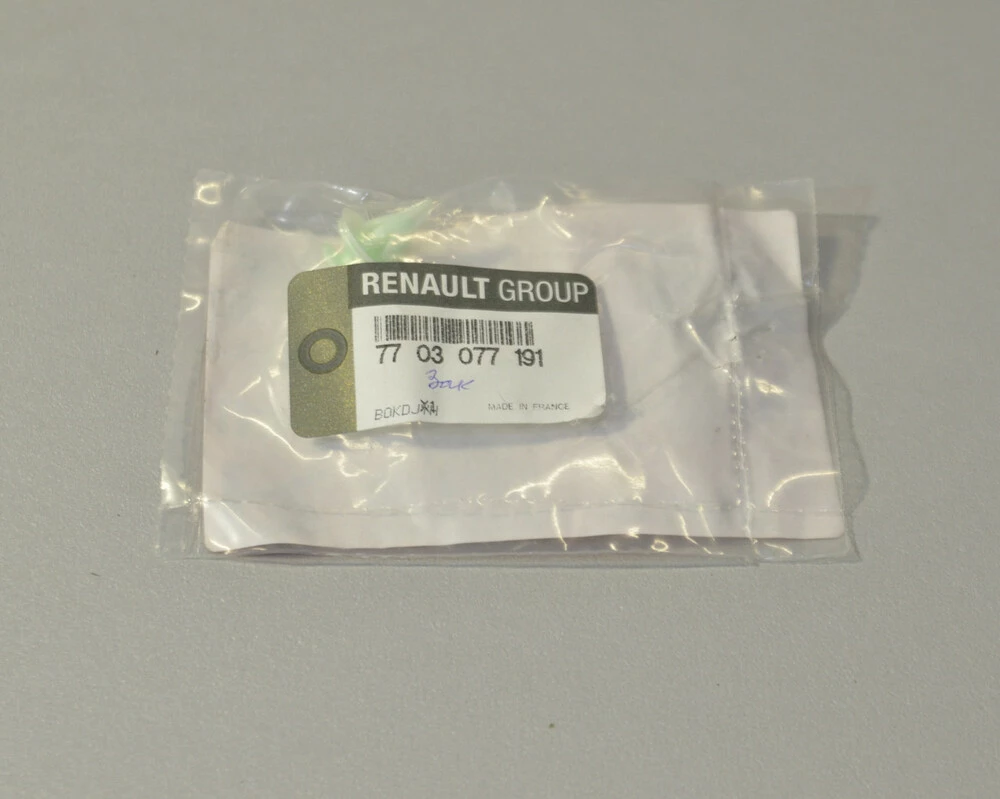 RENAULT GROUP
77 03 077 191
Зак
MADE IN FRANCE